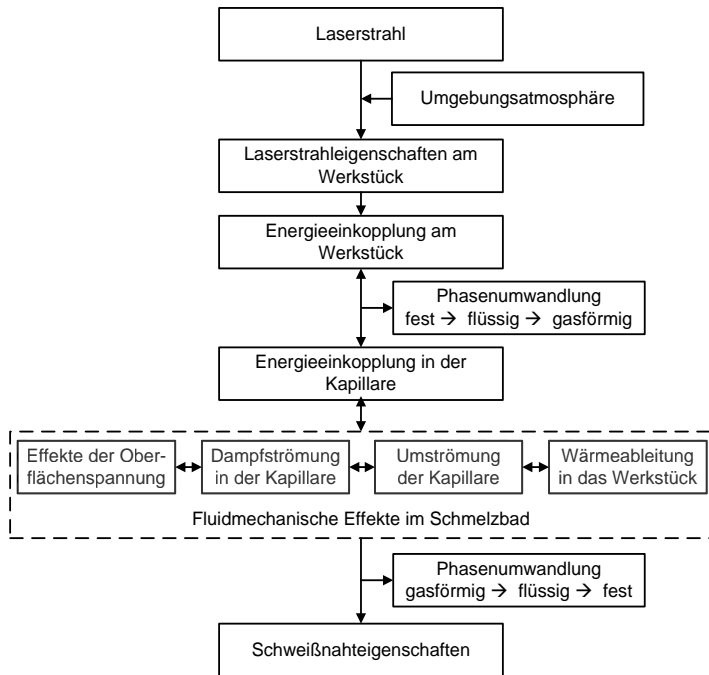 Laserstrahl
Umgebungsatmosphäre
Laserstrahleigenschaften am
Werkstück
Energieeinkopplung am
Werkstück
Phasenumwandlung
fest → flüssig → gasförmig
Energieeinkopplung in der
Kapillare
Effekte der Ober-
flächenspannung
Dampfströmung
in der Kapillare
Umströmung
der Kapillare
Wärmeableitung
in das Werkstück
Fluidmechanische Effekte im Schmelzbad
Phasenumwandlung
gasförmig → flüssig → fest
Schweißnahteigenschaften